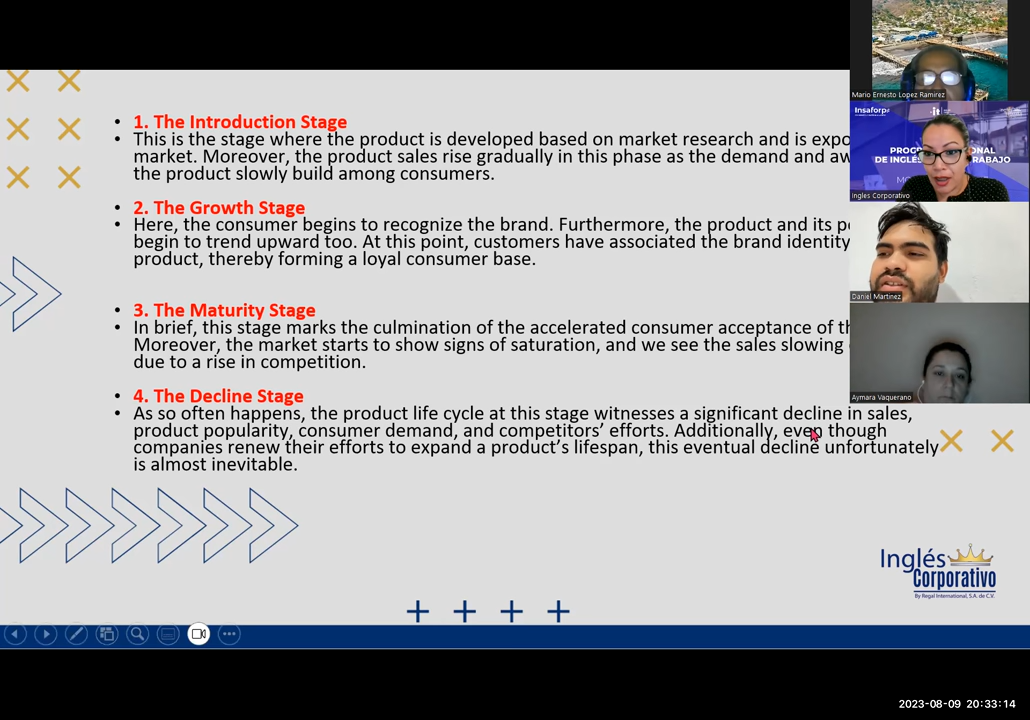 1. The Introduction Stage
This is the stage where the product is developed based on market research and is
market. Moreover, the product sales rise gradually in this phase as the demand and
the product slowly build among consumers.
2. The Growth Stage
Here, the consumer begins to recognize the brand. Furthermore, the product and its
begin to trend upward too. At this point, customers have associated the brand identity
product, thereby forming a loyal consumer base.
3. The Maturity Stage
In brief, this stage marks the culmination of the accelerated consumer acceptance of
Moreover, the market starts to show signs of saturation, and we see the sales slowing
due to a rise in competition.
4. The Decline Stage
As so often happens, the product life cycle at this stage witnesses a significant decline in sales,
product popularity, consumer demand, and competitors’ efforts. Additionally, even though
companies renew their efforts to expand a product’s lifespan, this eventual decline unfortunately
is almost inevitable.
Mario Ernesto Lopez Ramirez
Insaforp
Ingles Corporativo
Daniel Martinez
Aymara Vaquerano
Inglés
Corporativo
By Regal International, S.A. de C.V.
2023-08-09 20:33:14